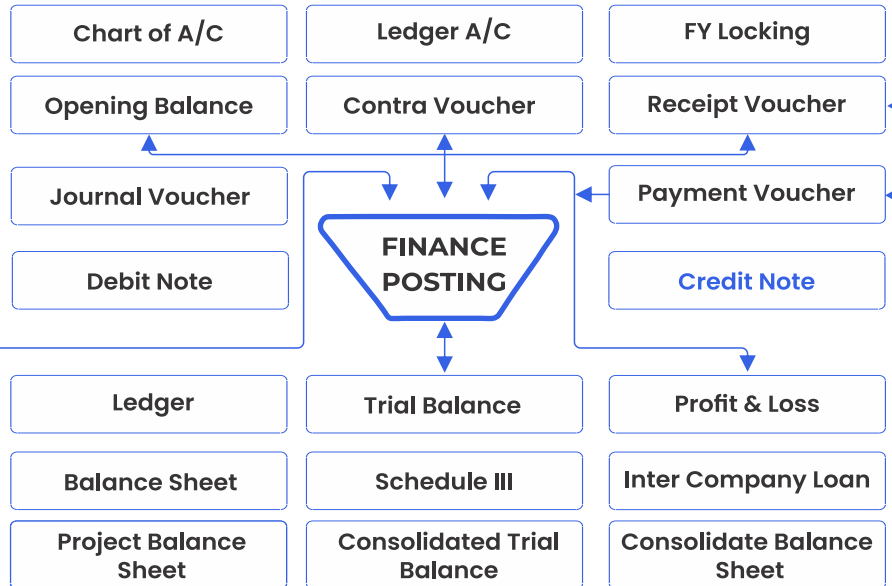 Chart of A/C
Ledger A/C
FY Locking
Opening Balance
Contra Voucher
Receipt Voucher
Journal Voucher
Payment Voucher
FINANCE
POSTING
Debit Note
Credit Note
Ledger
Trial Balance
Profit & Loss
Balance Sheet
Schedule III
Inter Company Loan
Project Balance
Sheet
Consolidated Trial
Balance
Consolidate Balance
Sheet